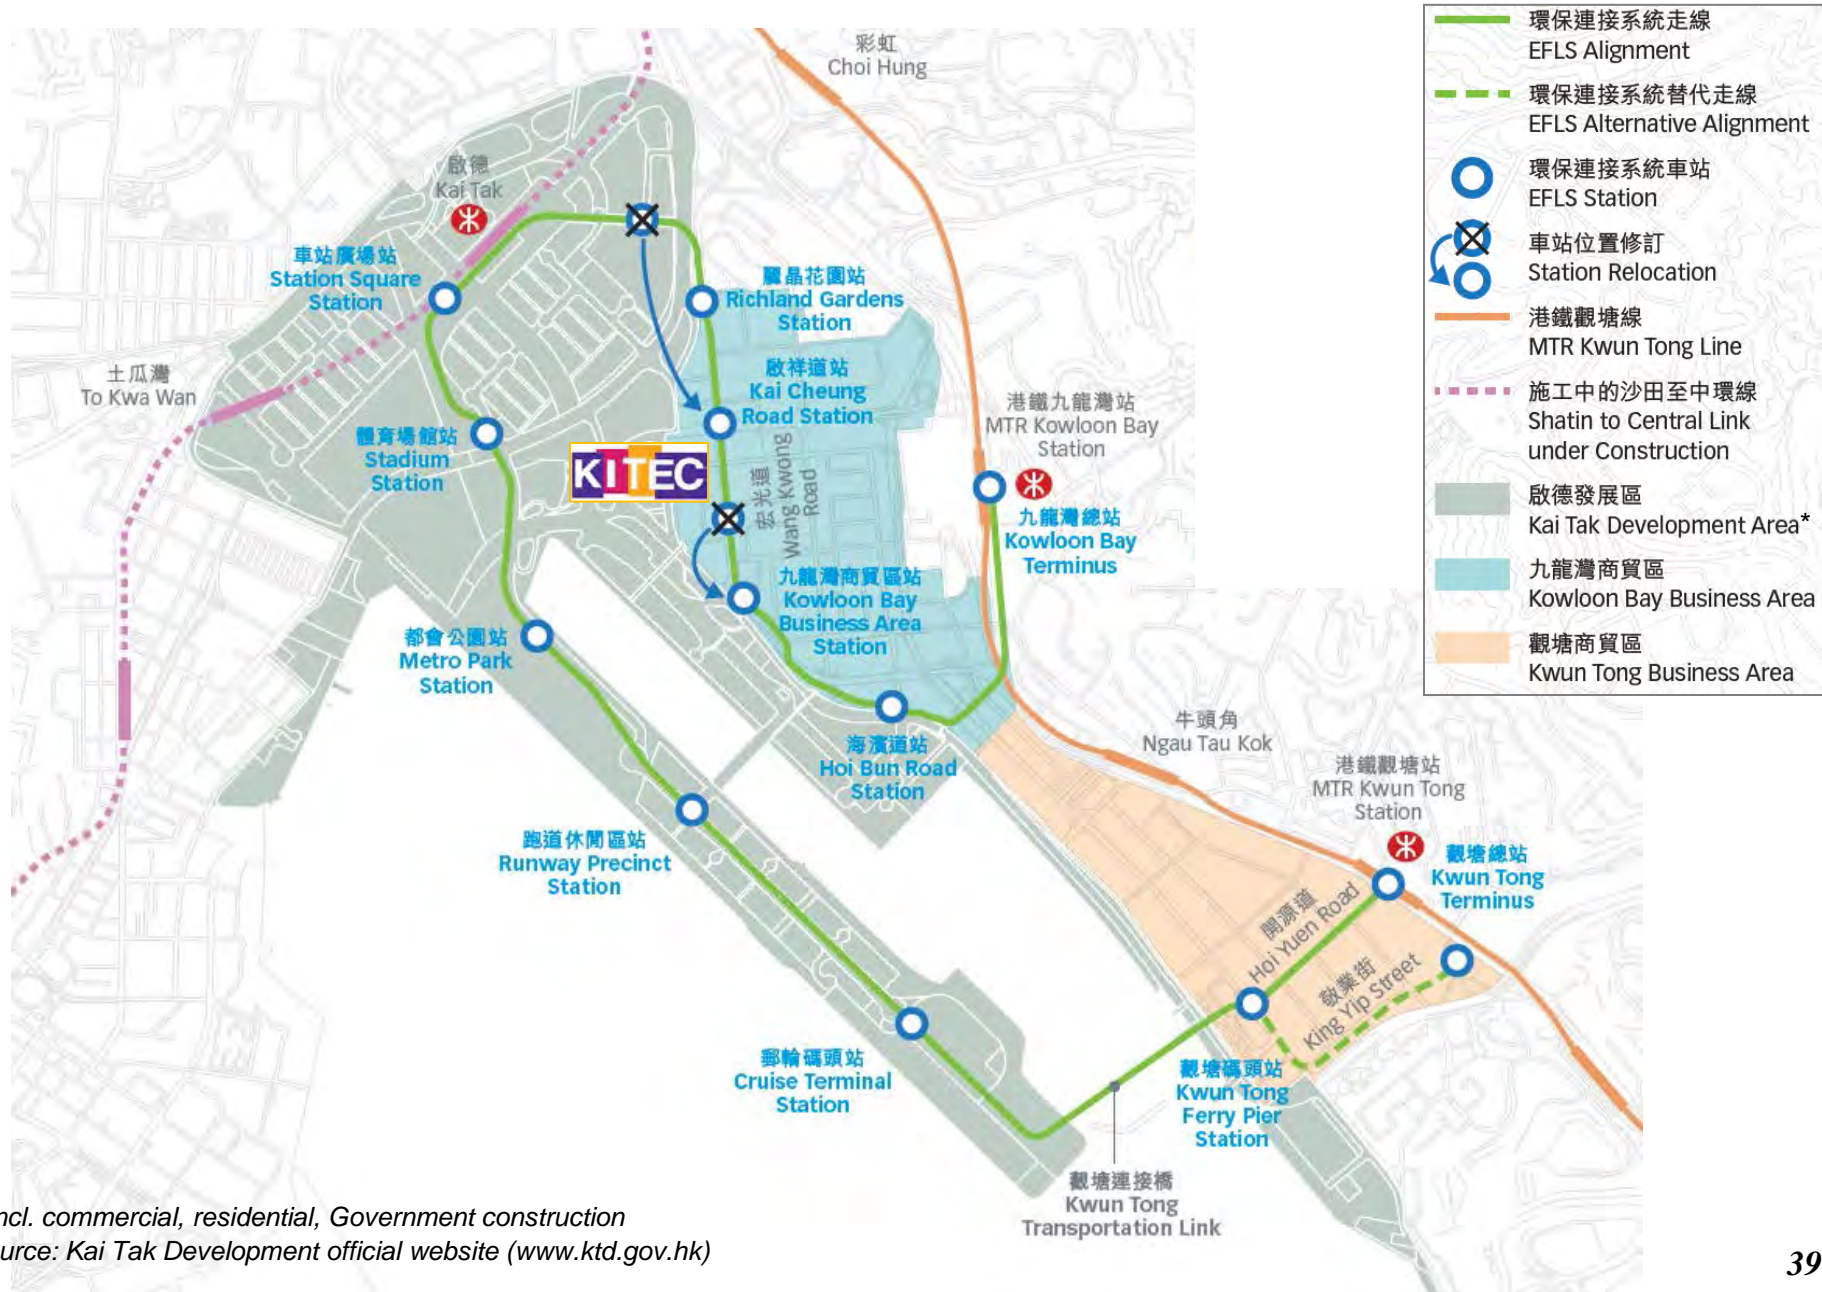 彩虹
Choi Hung
啟德
Kai Tak
車站廣場站
Station Square
Station
麗晶花園站
Richland Gardens
Station
土瓜灣
To Kwa Wan
啟祥道站
Kai Cheung
Road Station
港鐵九龍灣站
MTR Kowloon Bay
Station
體育場館站
Stadium
Station
KITEC
宏光道
Wang Kwong
Road
九龍灣總站
Kowloon Bay
Terminus
九龍灣商貿區站
Kowloon Bay
Business Area
Station
都會公園站
Metro Park
Station
海濱道站
Hoi Bun Road
Station
牛頭角
Ngau Tau Kok
港鐵觀塘站
MTR Kwun Tong
Station
跑道休閒區站
Runway Precinct
Station
觀塘總站
Kwun Tong
Terminus
開源道
Hoi Yuen Road
敬業街
King Yip Street
郵輪碼頭站
Cruise Terminal
Station
觀塘碼頭站
Kwun Tong
Ferry Pier
Station
觀塘連接橋
Kwun Tong
Transportation Link
環保連接系統走線
EFLS Alignment
環保連接系統替代走線
EFLS Alternative Alignment
環保連接系統車站
EFLS Station
車站位置修訂
Station Relocation
港鐵觀塘線
MTR Kwun Tong Line
施工中的沙田至中環線
Shatin to Central Link
under Construction
啟德發展區
Kai Tak Development Area*
九龍灣商貿區
Kowloon Bay Business Area
觀塘商貿區
Kwun Tong Business Area
ncl. commercial, residential, Government construction
urce: Kai Tak Development official website (www.ktd.gov.hk)
39